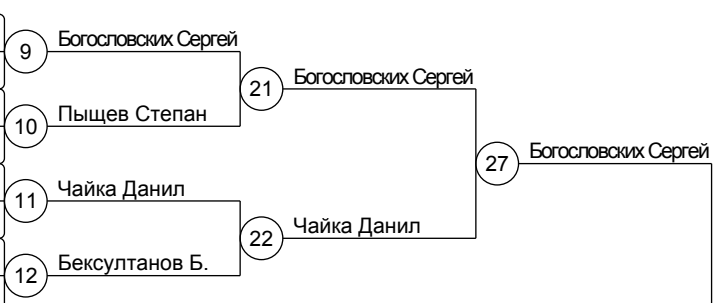 9 Богословских Сергей
21 Богословских Сергей
10 Пыщев Степан
27 Богословских Сергей
11 Чайка Данил
22 Чайка Данил
12 Бексултанов Б.